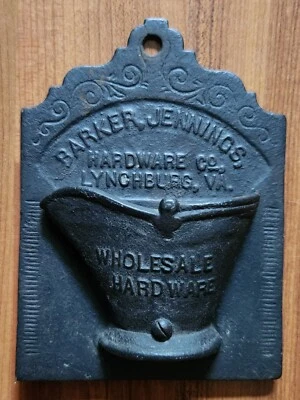 BARKER, JENNINGS,
HARDWARE CO.
LYNCHBURG, VA.
WHOLESALE
HARDWARE